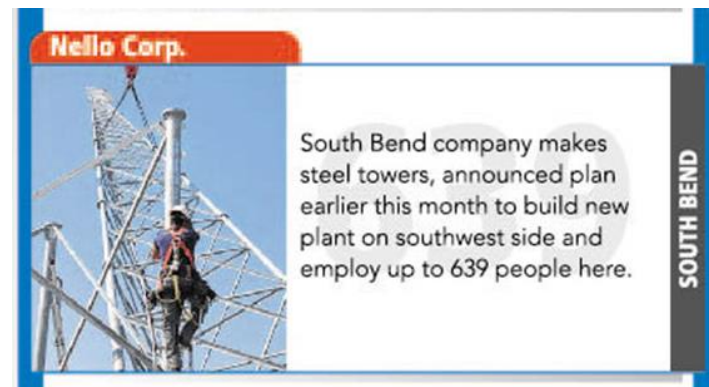 Nello Corp.
639
South Bend company makes
steel towers, announced plan
earlier this month to build new
plant on southwest side and
employ up to 639 people here.
SOUTH BEND